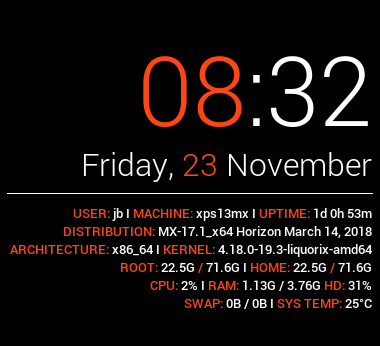 08:32
Friday, 23 November
USER: jb I MACHINE: xps13mx I UPTIME: 1d 0h 53m
DISTRIBUTION: MX-17.1_x64 Horizon March 14, 2018
ARCHITECTURE: x86_64 I KERNEL: 4.18.0-19.3-liquorix-amd64
ROOT: 22.5G / 71.6G I HOME: 22.5G / 71.6G
CPU: 2% I RAM: 1.13G / 3.76G HD: 31%
SWAP: 0B / 0B I SYS TEMP: 25°C